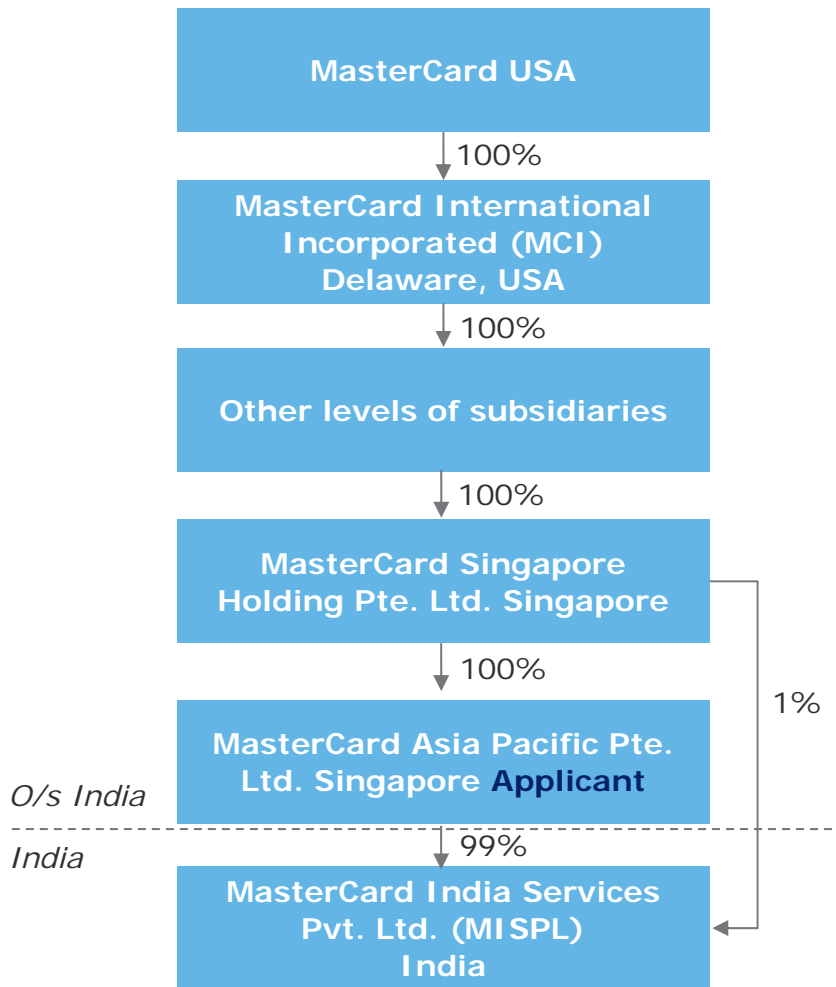 MasterCard USA
100%
MasterCard International
Incorporated (MCI)
Delaware, USA
100%
Other levels of subsidiaries
100%
MasterCard Singapore
Holding Pte. Ltd. Singapore
100%
1%
MasterCard Asia Pacific Pte.
Ltd. Singapore Applicant
O/s India
India
99%
MasterCard India Services
Pvt. Ltd. (MISPL)
India